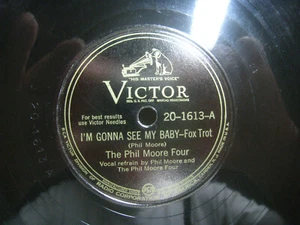 "HIS MASTER'S VOICE"
VICTOR
For best results
use Victor Needles
20-1613-A
I'M GONNA SEE MY BABY—Fox Trot
(Phil Moore)
The Phil Moore Four
Vocal refrain by Phil Moore and
The Phil Moore Four
RCA